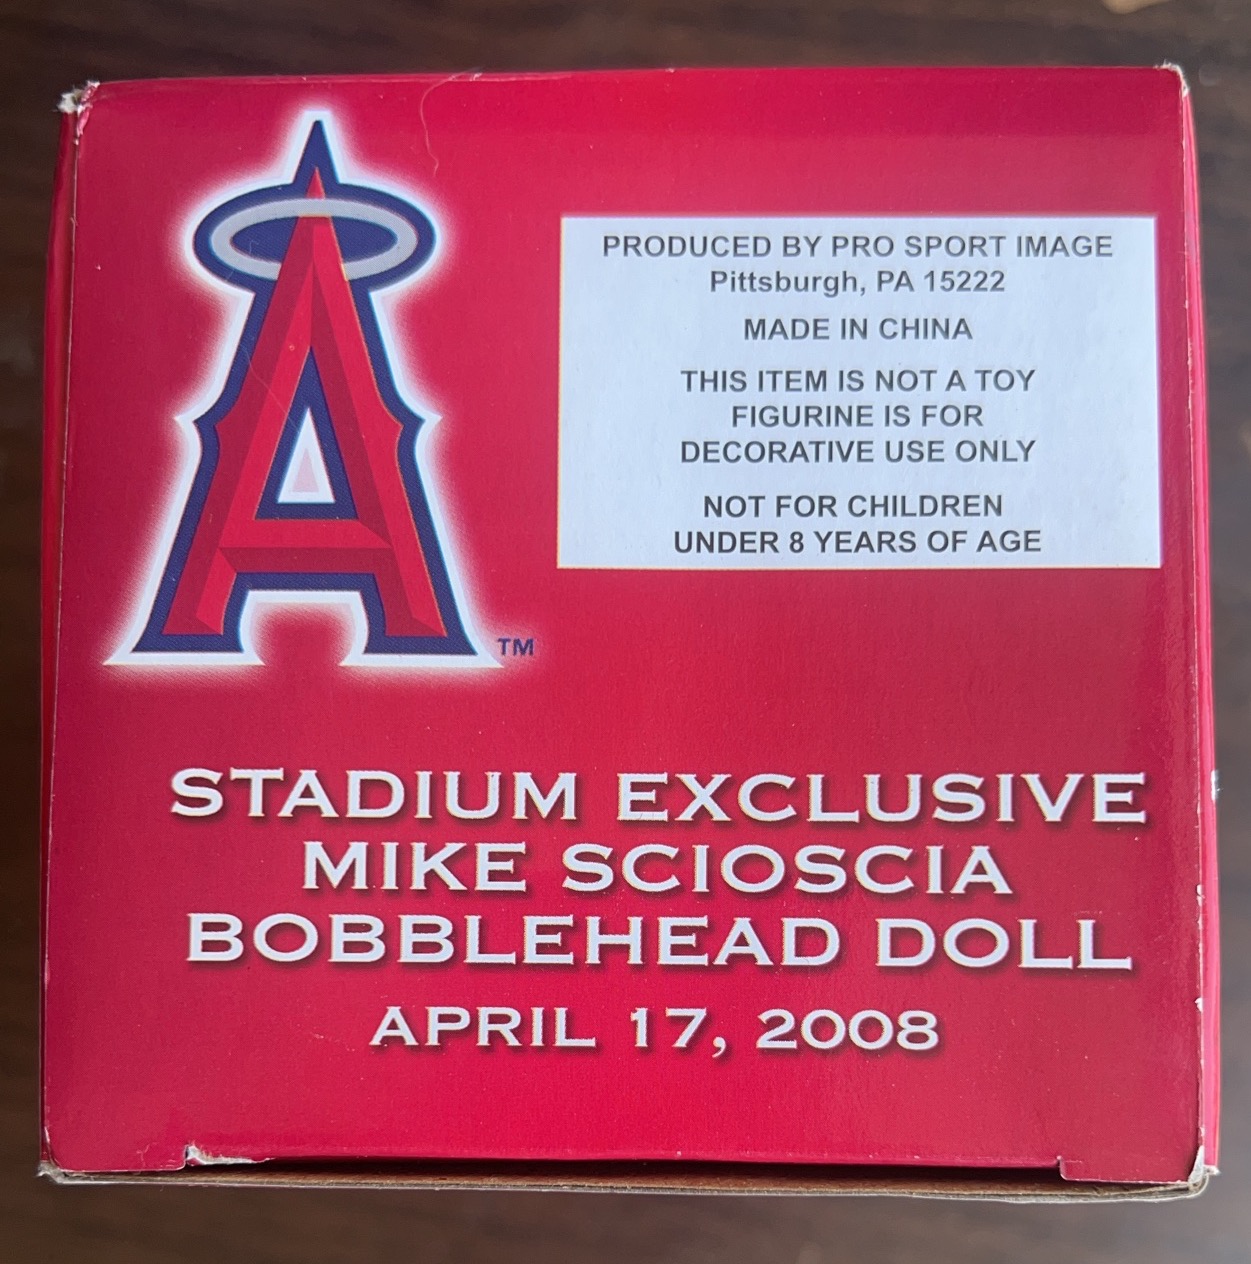 A
TM
PRODUCED BY PRO SPORT IMAGE
Pittsburgh, PA 15222
MADE IN CHINA
THIS ITEM IS NOT A TOY
FIGURINE IS FOR
DECORATIVE USE ONLY
NOT FOR CHILDREN
UNDER 8 YEARS OF AGE
STADIUM EXCLUSIVE
MIKE SCIOSCIA
BOBBLEHEAD DOLL
APRIL 17, 2008